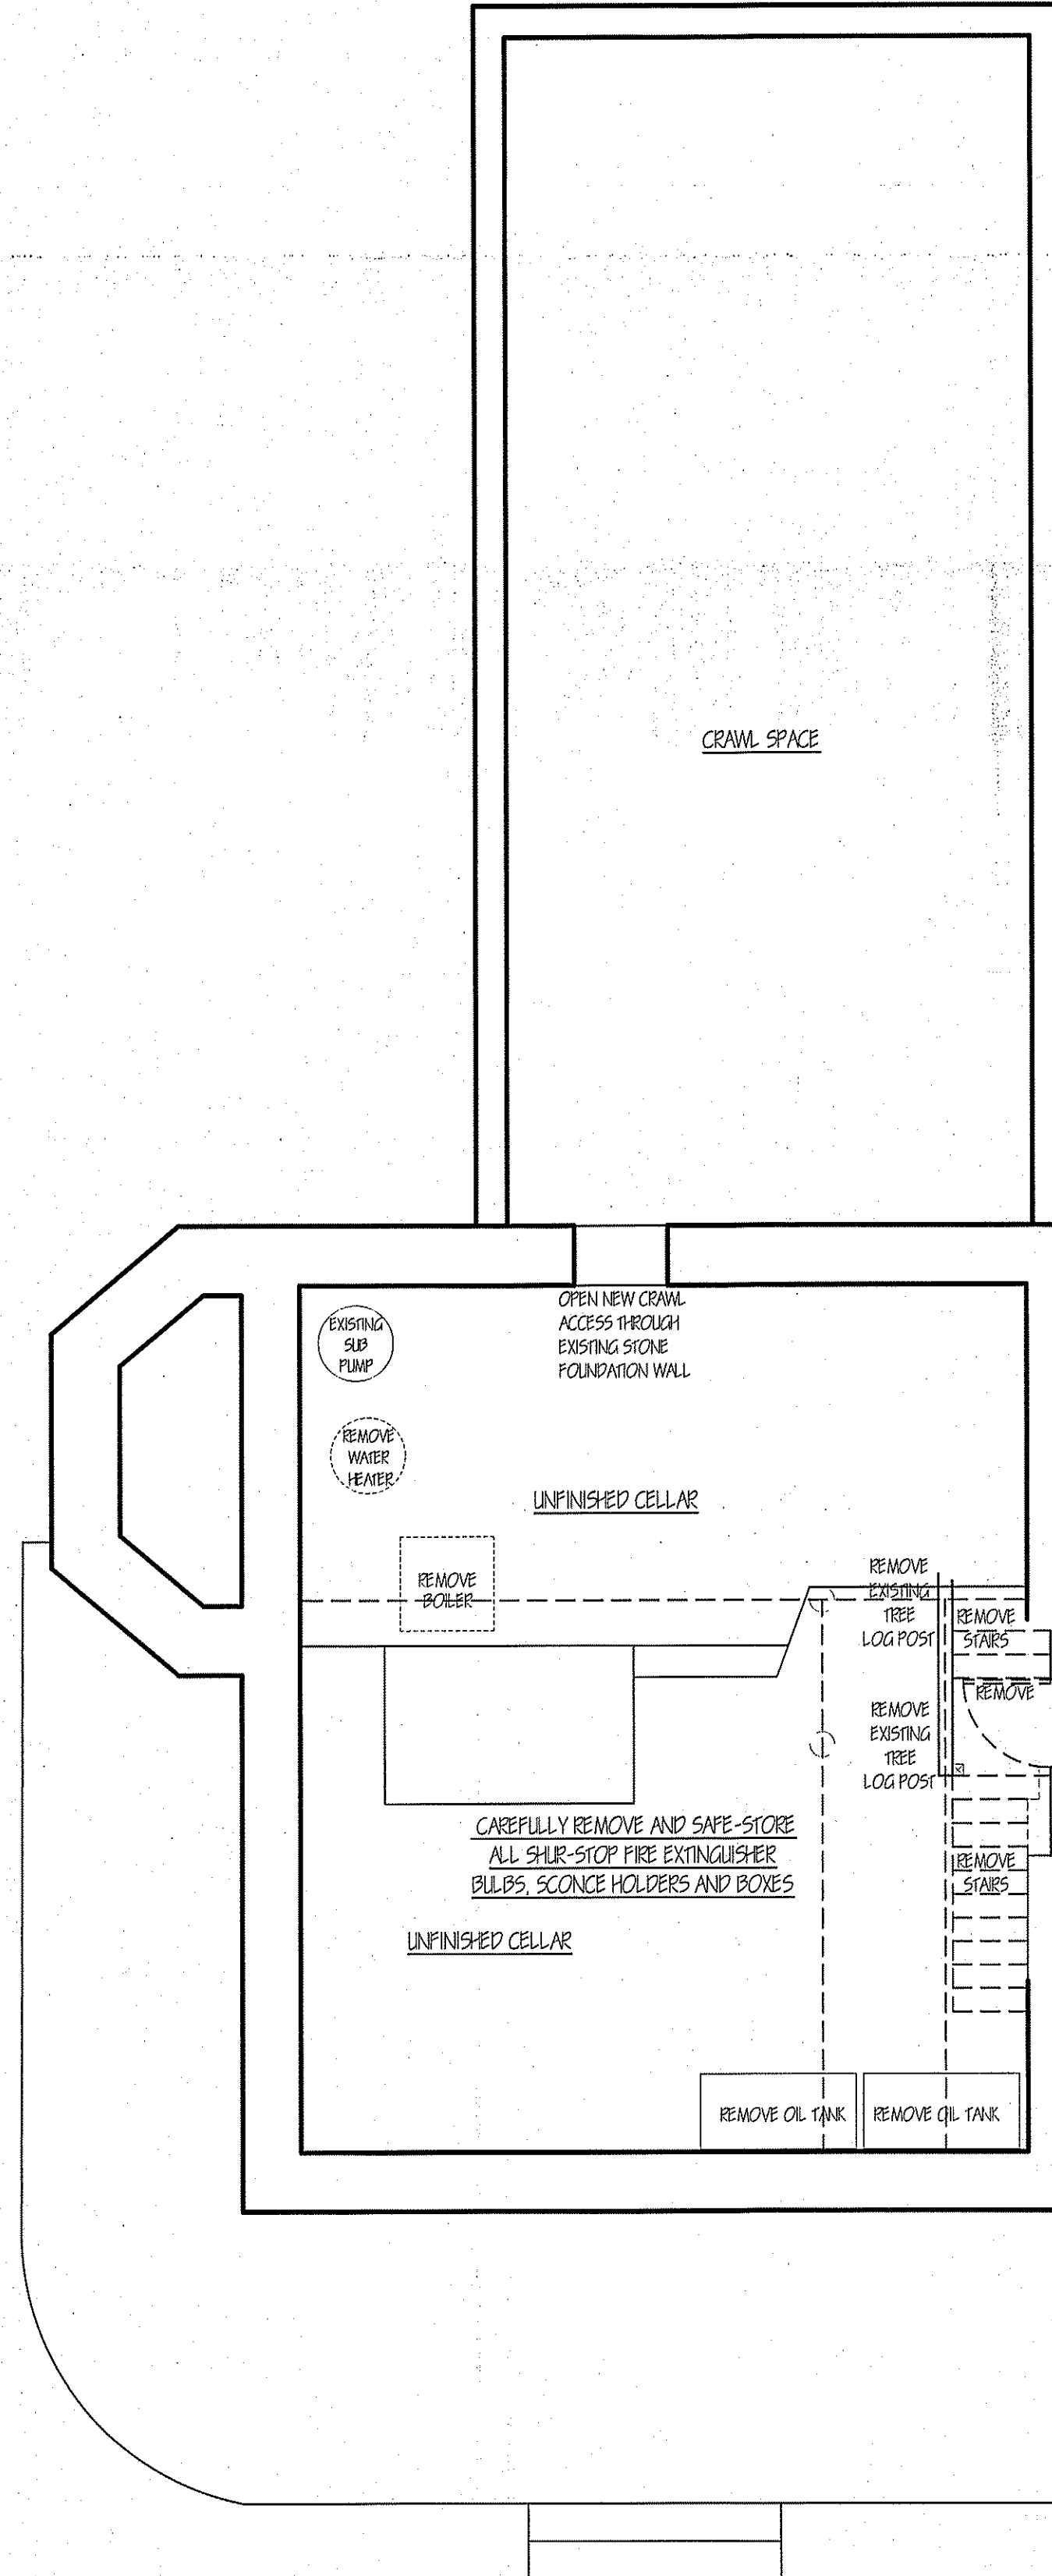 CRAWL SPACE
EXISTING
SUB
PUMP
OPEN NEW CRAWL
ACCESS THROUGH
EXISTING STONE
FOUNDATION WALL
REMOVE
WATER
HEATER
UNFINISHED CELLAR
REMOVE
BOILER
REMOVE
EXISTING
TREE
LOG POST
REMOVE
STAIRS
REMOVE
REMOVE
EXISTING
TREE
LOG POST
CAREFULLY REMOVE AND SAFE-STORE
ALL SHUR-STOP FIRE EXTINGUISHER
BULBS, SCONCE HOLDERS AND BOXES
REMOVE
STAIRS
UNFINISHED CELLAR
REMOVE OIL TANK
REMOVE OIL TANK